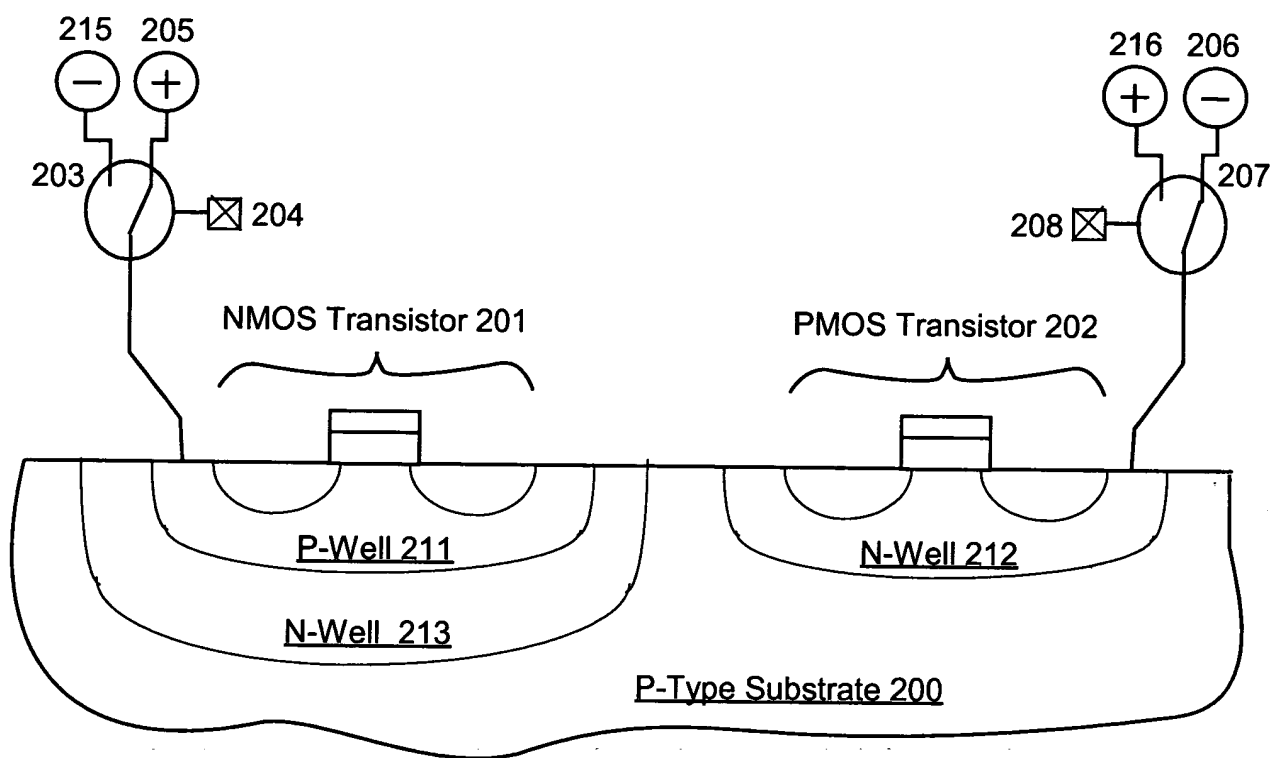 215 205
216 206
− +
+ −
203
207
204
208
NMOS Transistor 201
PMOS Transistor 202
P-Well 211
N-Well 212
N-Well 213
P-Type Substrate 200